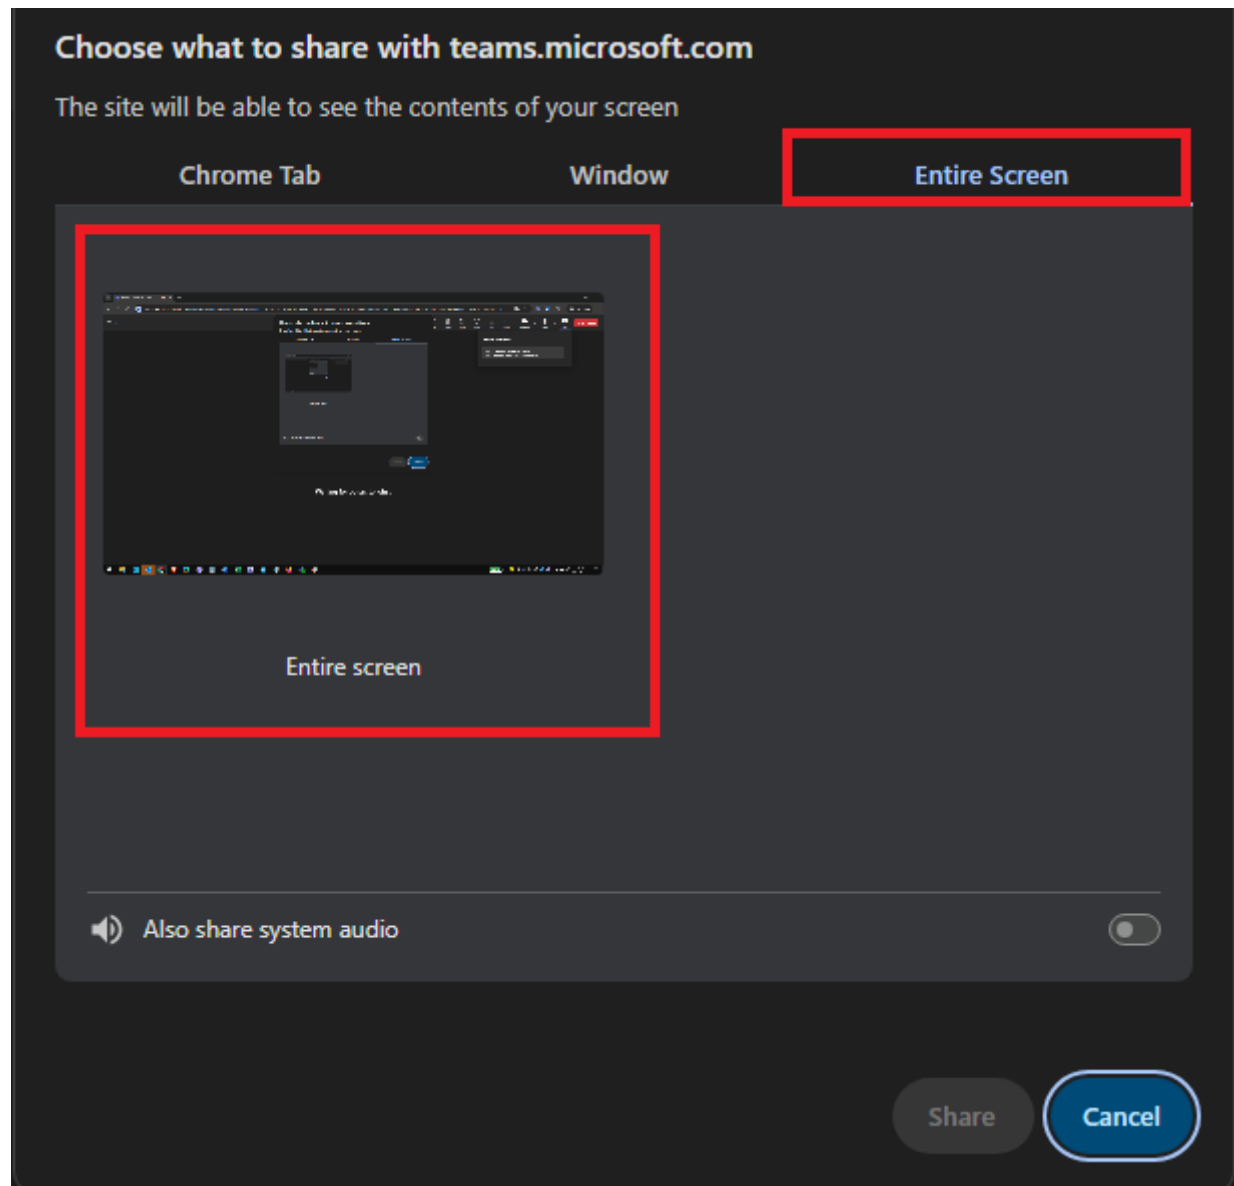 Choose what to share with teams.microsoft.com
The site will be able to see the contents of your screen
Chrome Tab
Window
Entire Screen
Entire screen
Also share system audio
Share
Cancel